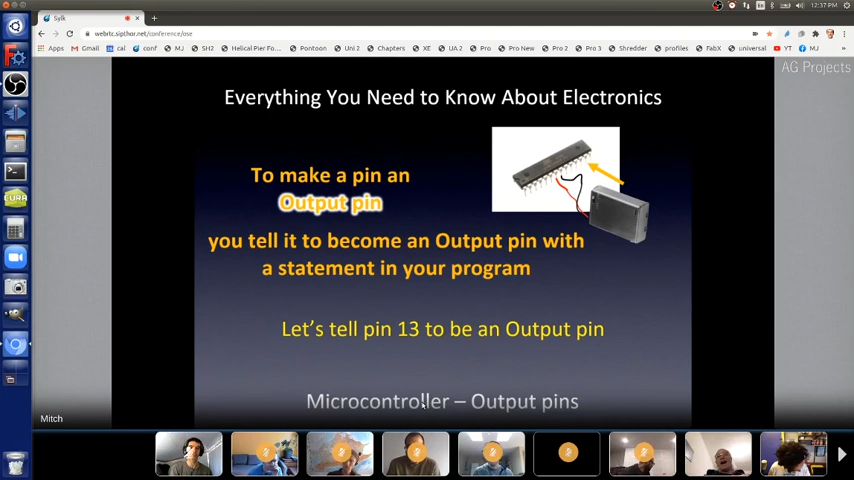 12:37 PM
Sylk
webrtc.sipthor.net/conference/ose
Apps Gmail cal conf MJ SH2 Helical Pier Fo... Pontoon Uni 2 Chapters XE UA 2 Pro Pro New Pro 2 Pro 3 Shredder profiles FabX universal YT MJ
AG Projects
Everything You Need to Know About Electronics
To make a pin an
Output pin
you tell it to become an Output pin with
a statement in your program
Let's tell pin 13 to be an Output pin
Microcontroller – Output pins
Mitch
CURA